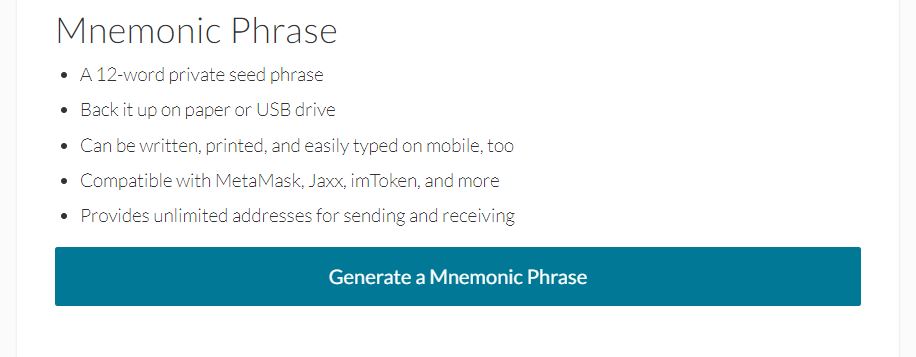 Mnemonic Phrase
• A 12-word private seed phrase
• Back it up on paper or USB drive
• Can be written, printed, and easily typed on mobile, too
• Compatible with MetaMask, Jaxx, imToken, and more
• Provides unlimited addresses for sending and receiving
Generate a Mnemonic Phrase